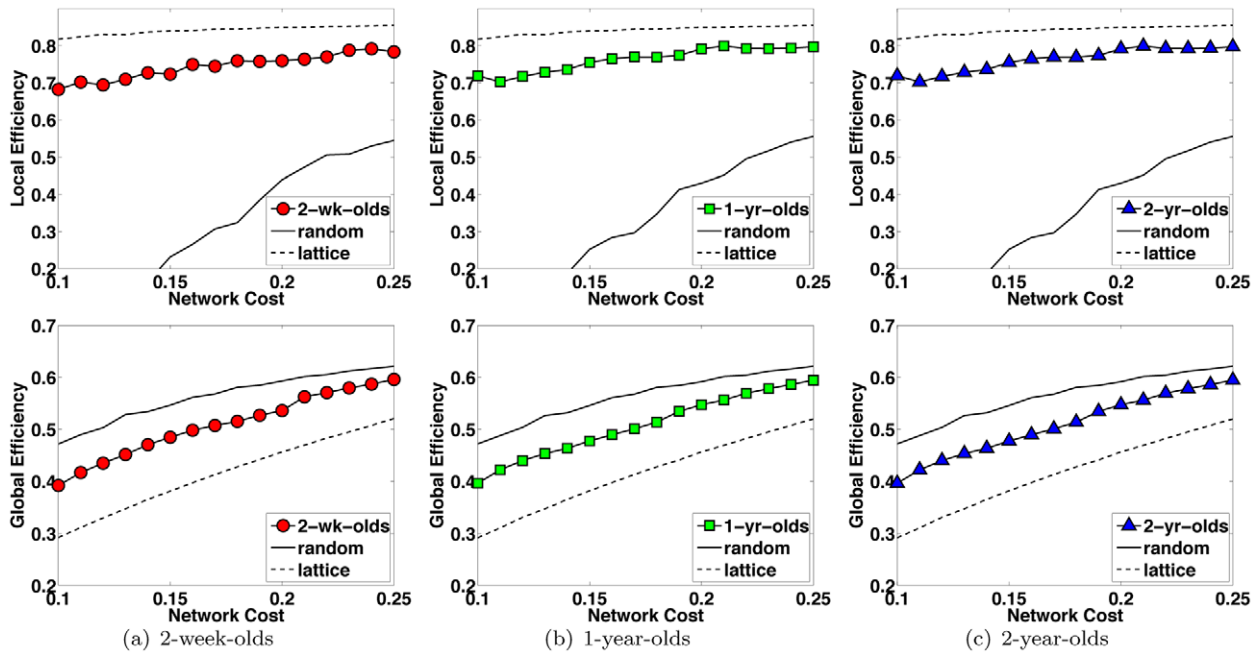 Local Efficiency
0.8
0.7
0.6
0.5
0.4
0.3
0.2
2-wk-olds
random
lattice
0.1
0.15
0.2
0.25
Network Cost
Local Efficiency
0.8
0.7
0.6
0.5
0.4
0.3
0.2
1-yr-olds
random
lattice
0.1
0.15
0.2
0.25
Network Cost
Local Efficiency
0.8
0.7
0.6
0.5
0.4
0.3
0.2
2-yr-olds
random
lattice
0.1
0.15
0.2
0.25
Network Cost
Global Efficiency
0.7
0.6
0.5
0.4
0.3
0.2
2-wk-olds
random
lattice
0.1
0.15
0.2
0.25
Network Cost
(a) 2-week-olds
Global Efficiency
0.7
0.6
0.5
0.4
0.3
0.2
1-yr-olds
random
lattice
0.1
0.15
0.2
0.25
Network Cost
(b) 1-year-olds
Global Efficiency
0.7
0.6
0.5
0.4
0.3
0.2
2-yr-olds
random
lattice
0.1
0.15
0.2
0.25
Network Cost
(c) 2-year-olds